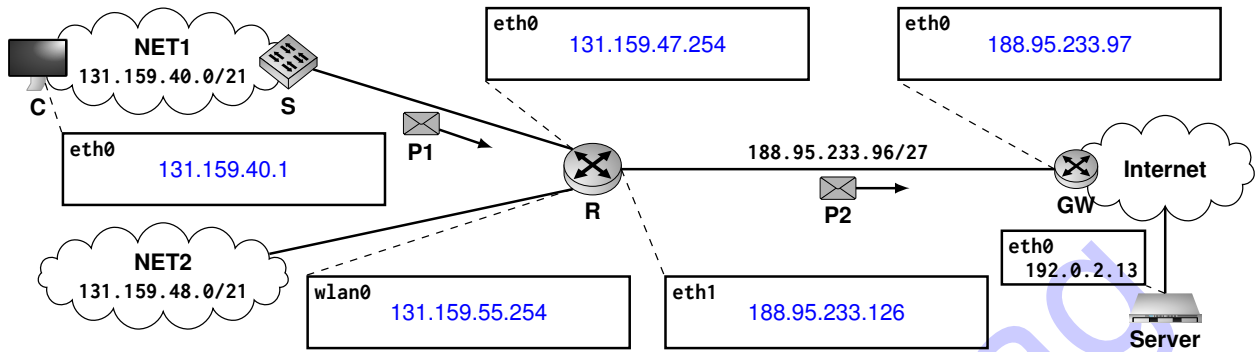 eth0
131.159.47.254
eth0
188.95.233.97
NET1
131.159.40.0/21
C
S
eth0
131.159.40.1
P1
188.95.233.96/27
R
P2
GW
Internet
NET2
131.159.48.0/21
wlan0
131.159.55.254
eth1
188.95.233.126
eth0
192.0.2.13
Server